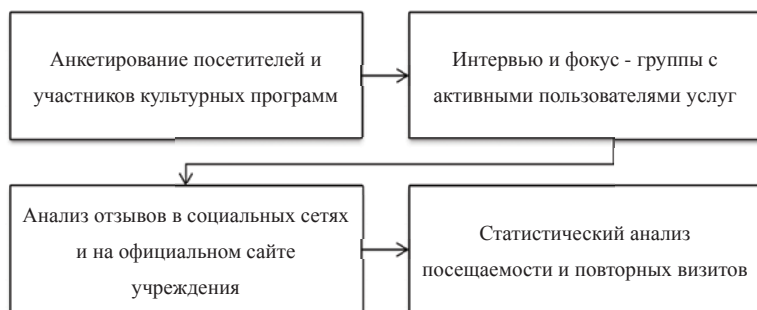 Анкетирование посетителей и
участников культурных программ
Интервью и фокус - группы с
активными пользователями услуг
Анализ отзывов в социальных сетях
и на официальном сайте
учреждения
Статистический анализ
посещаемости и повторных визитов